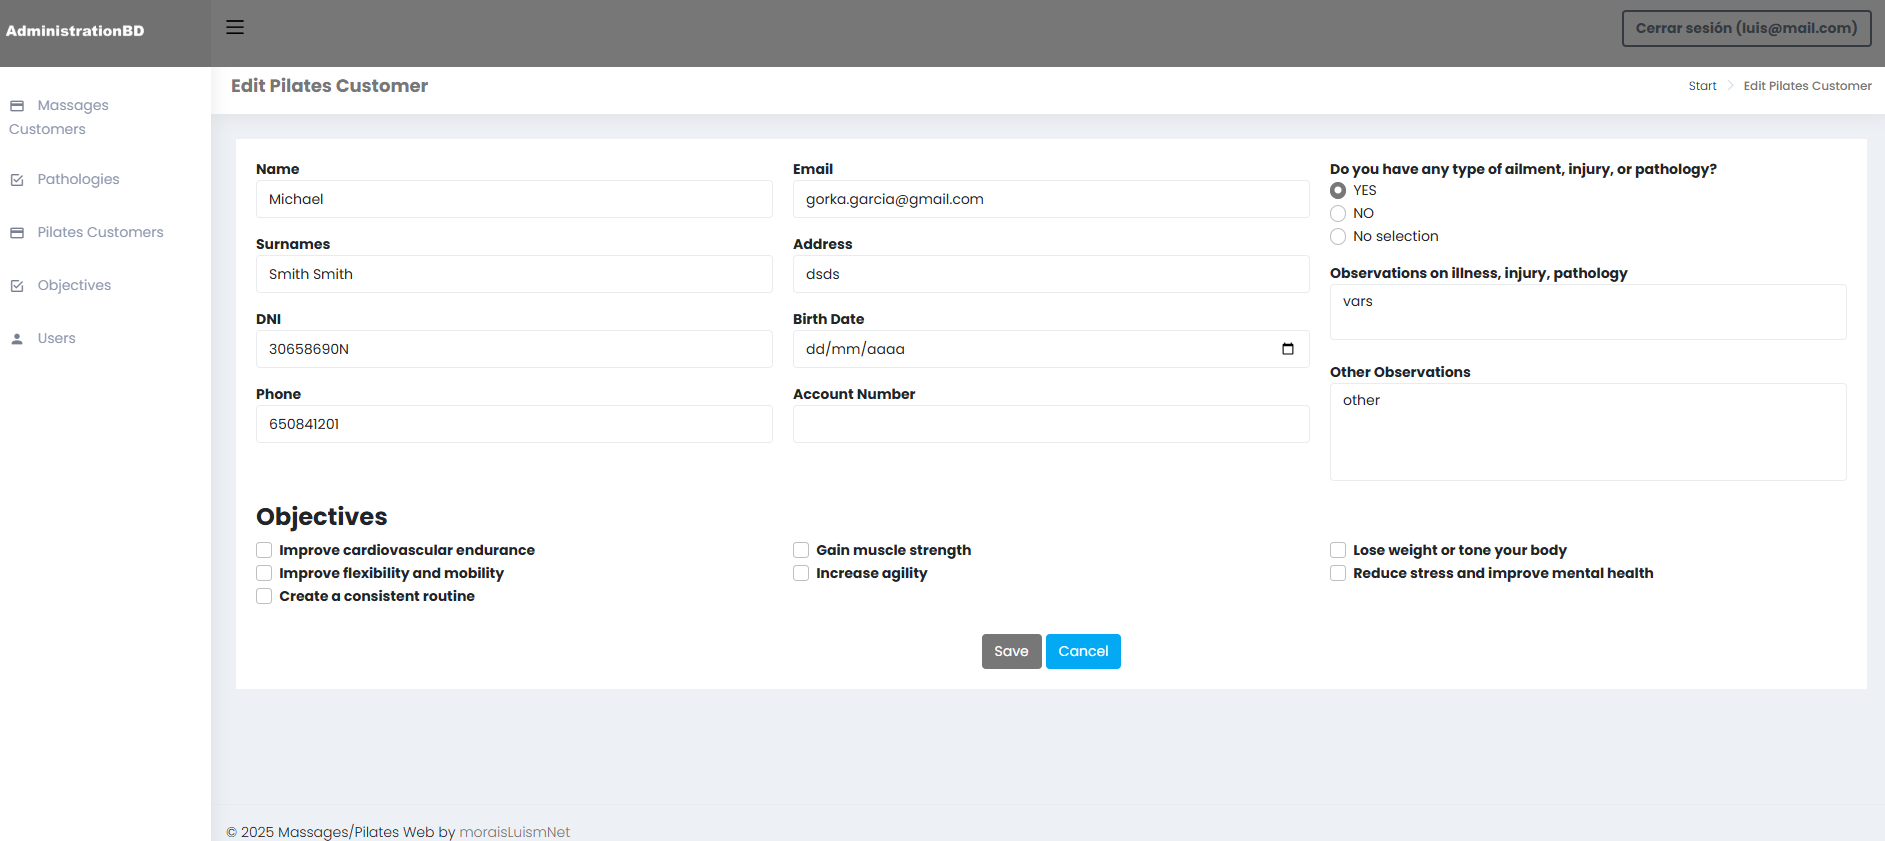 AdministrationBD
Cerrar sesión (luis@mail.com)
Massages
Customers
Pathologies
Pilates Customers
Objectives
Users
Edit Pilates Customer
Start
Edit Pilates Customer
Name
Michael
Surnames
Smith Smith
DNI
30658690N
Phone
650841201
Email
gorka.garcia@gmail.com
Address
dsds
Birth Date
dd/mm/aaaa
Account Number
Do you have any type of ailment, injury, or pathology?
YES
NO
No selection
Observations on illness, injury, pathology
vars
Other Observations
other
Objectives
Improve cardiovascular endurance
Gain muscle strength
Lose weight or tone your body
Improve flexibility and mobility
Increase agility
Reduce stress and improve mental health
Create a consistent routine
Save
Cancel
© 2025 Massages/Pilates Web by moraisLuismNet